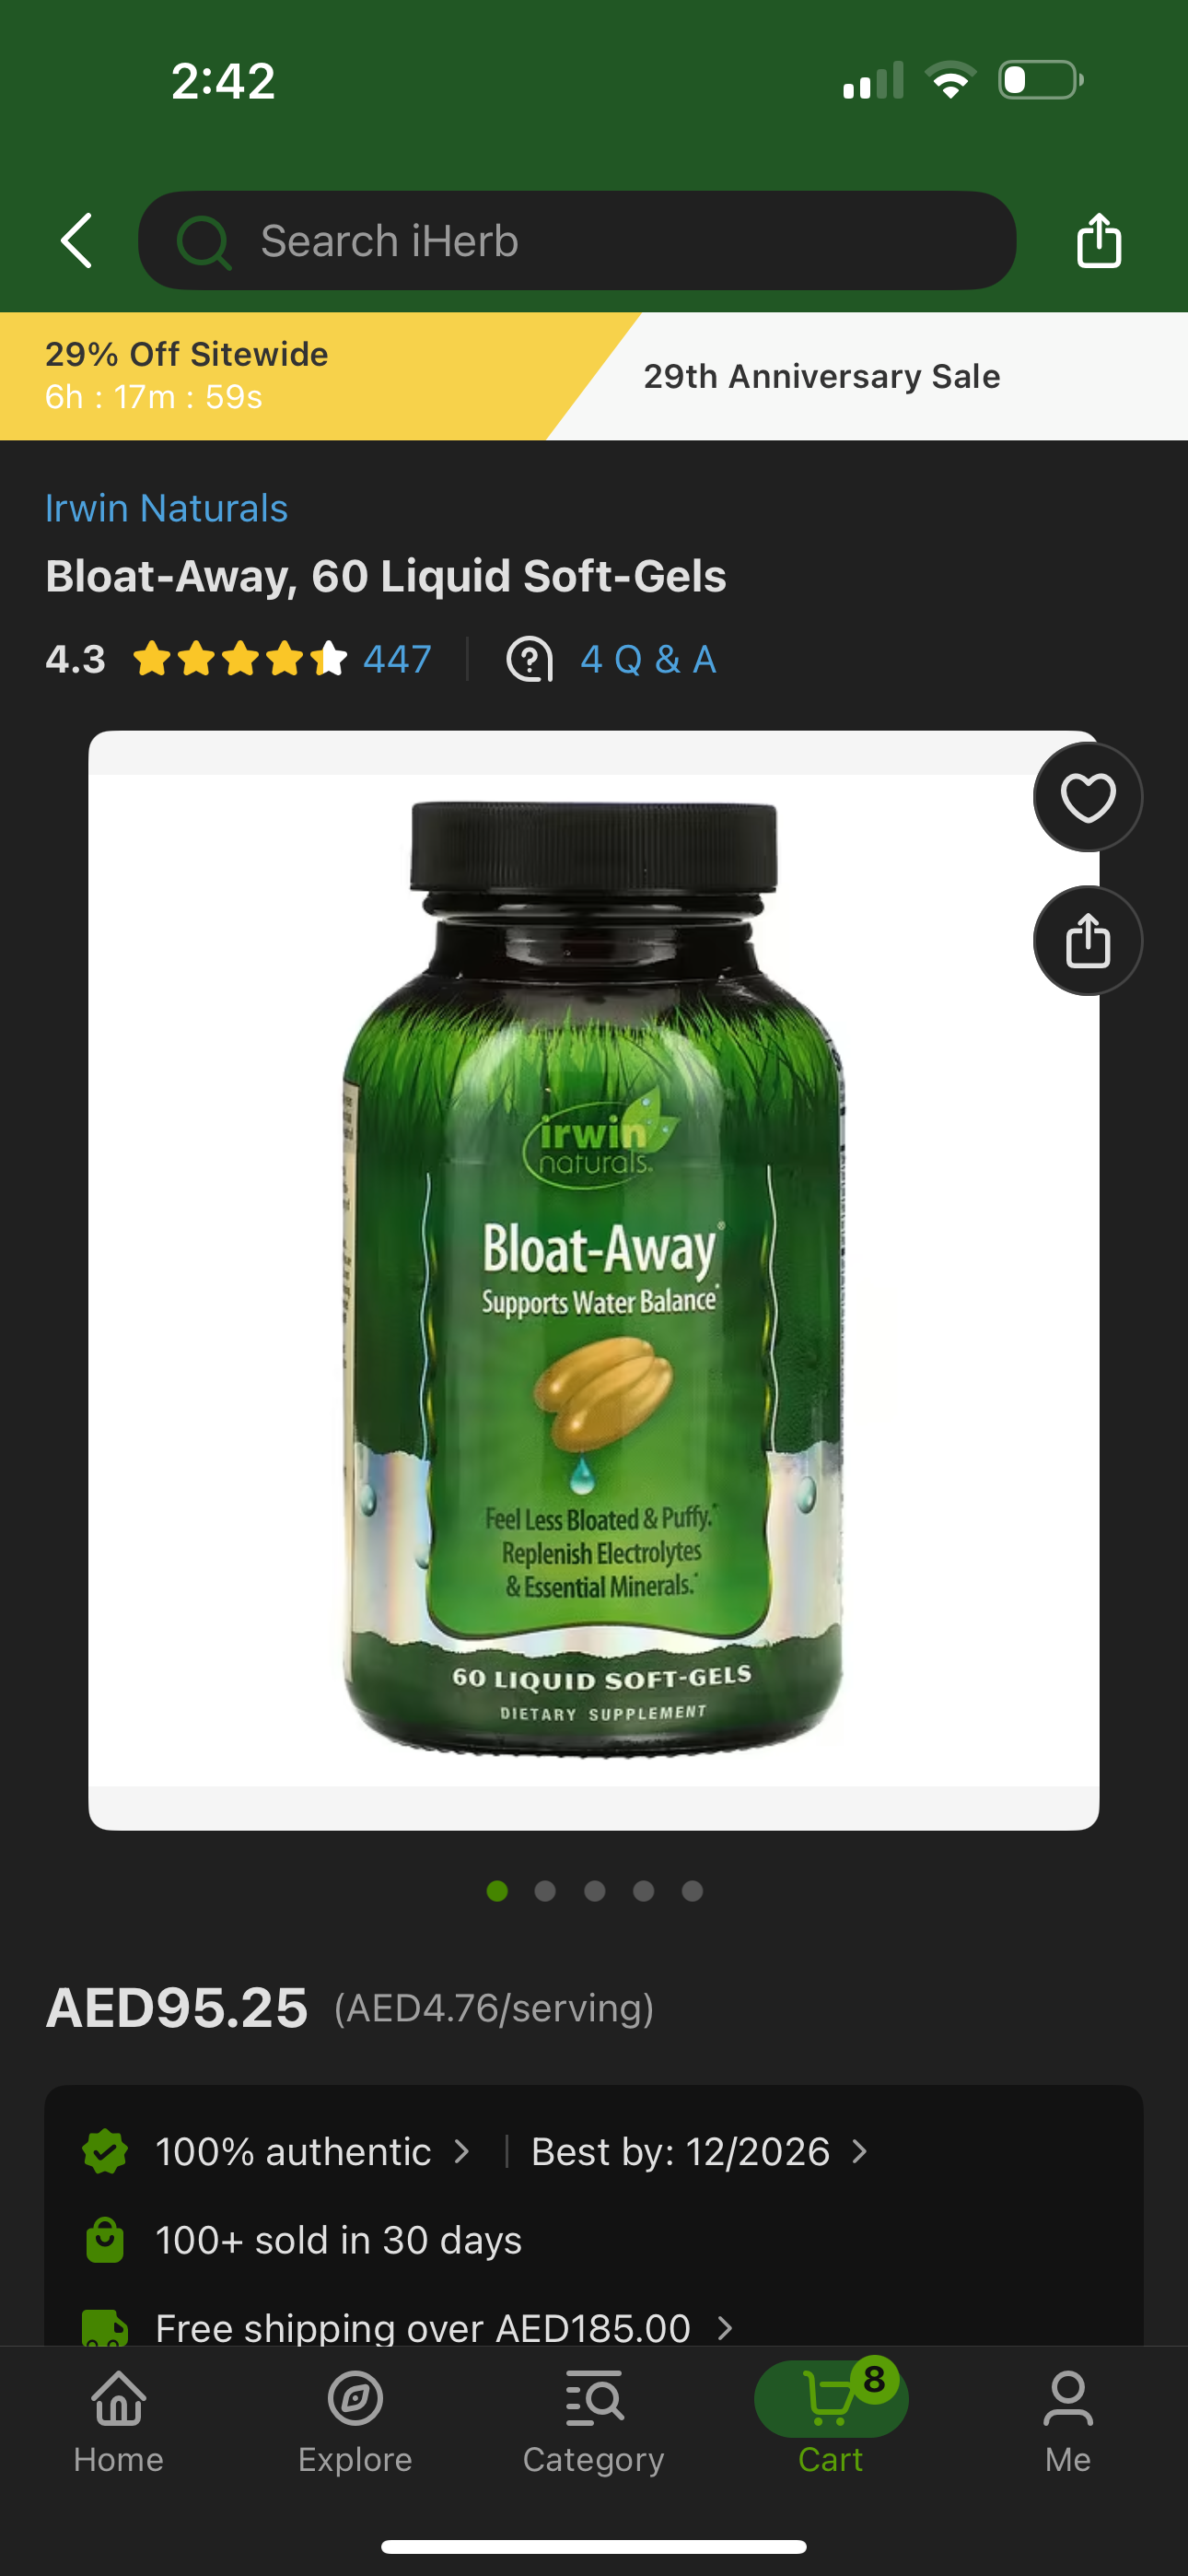 2:42
Search iHerb
29% Off Sitewide
6h : 17m : 59s
29th Anniversary Sale
Irwin Naturals
Bloat-Away, 60 Liquid Soft-Gels
4.3 447 4 Q & A
irwin
naturals.
Bloat-Away®
Supports Water Balance*
Feel Less Bloated & Puffy.*
Replenish Electrolytes
& Essential Minerals.*
60 LIQUID SOFT-GELS
DIETARY SUPPLEMENT
AED95.25 (AED4.76/serving)
100% authentic > | Best by: 12/2026 >
100+ sold in 30 days
Free shipping over AED185.00 >
8
Home Explore Category Cart Me